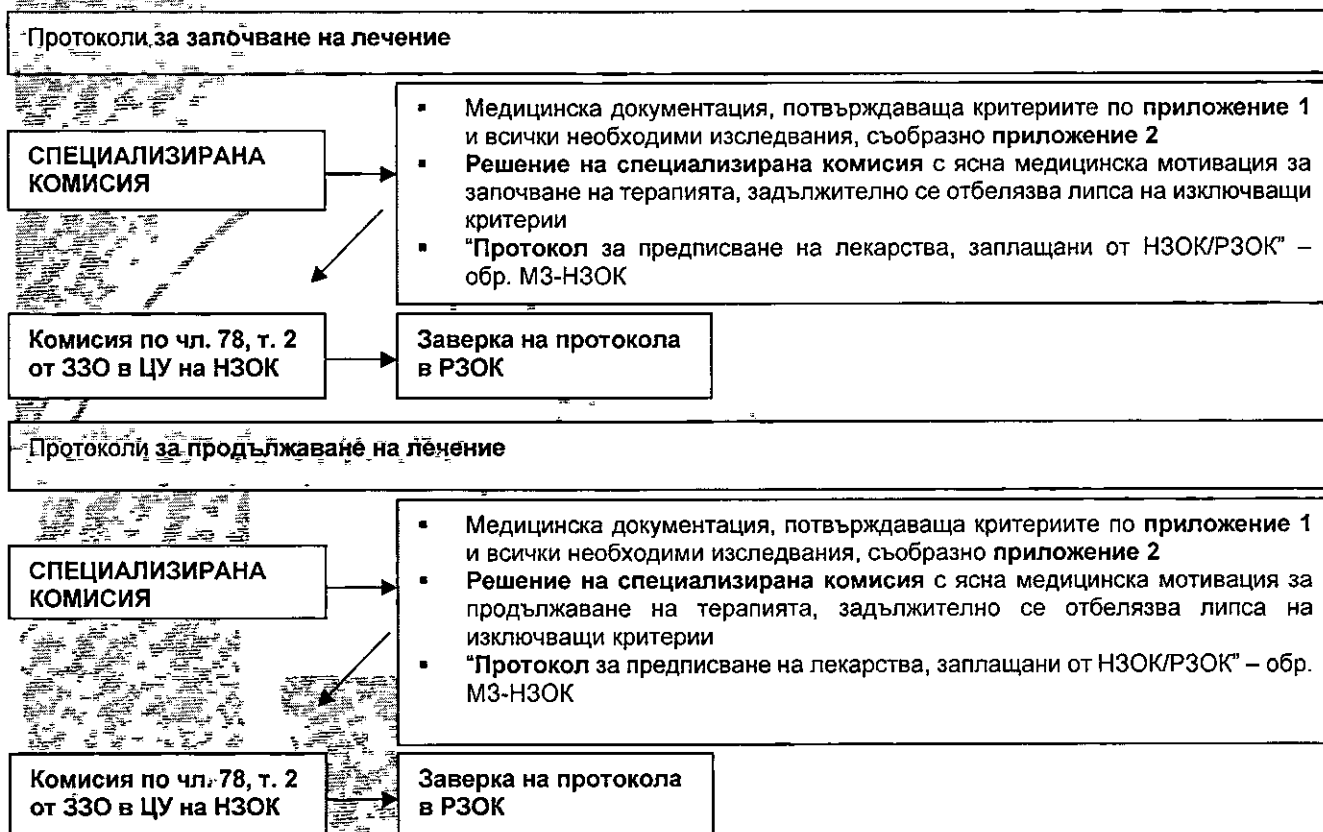 Протоколи за започване на лечение
СПЕЦИАЛИЗИРАНА
КОМИСИЯ
▪ Медицинска документация, потвърждаваща критериите по приложение 1
и всички необходими изследвания, съобразно приложение 2
▪ Решение на специализирана комисия с ясна медицинска мотивация за
започване на терапията, задължително се отбелязва липса на изключващи
критерии
▪ "Протокол за предписване на лекарства, заплащани от НЗОК/РЗОК" –
обр. МЗ-НЗОК
Комисия по чл. 78, т. 2
от ЗЗО в ЦУ на НЗОК
Заверка на протокола
в РЗОК
Протоколи за продължаване на лечение
СПЕЦИАЛИЗИРАНА
КОМИСИЯ
▪ Медицинска документация, потвърждаваща критериите по приложение 1
и всички необходими изследвания, съобразно приложение 2
▪ Решение на специализирана комисия с ясна медицинска мотивация за
продължаване на терапията, задължително се отбелязва липса на
изключващи критерии
▪ "Протокол за предписване на лекарства, заплащани от НЗОК/РЗОК" – обр.
МЗ-НЗОК
Комисия по чл. 78, т. 2
от ЗЗО в ЦУ на НЗОК
Заверка на протокола
в РЗОК